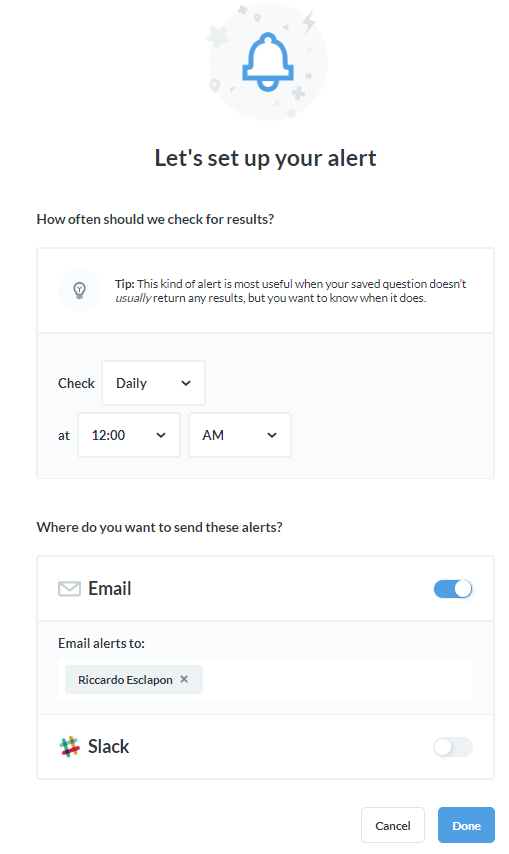 Let's set up your alert
How often should we check for results?
Tip: This kind of alert is most useful when your saved question doesn't
usually return any results, but you want to know when it does.
Check Daily
at 12:00 AM
Where do you want to send these alerts?
Email
Email alerts to:
Riccardo Esclapon ×
Slack
Cancel Done